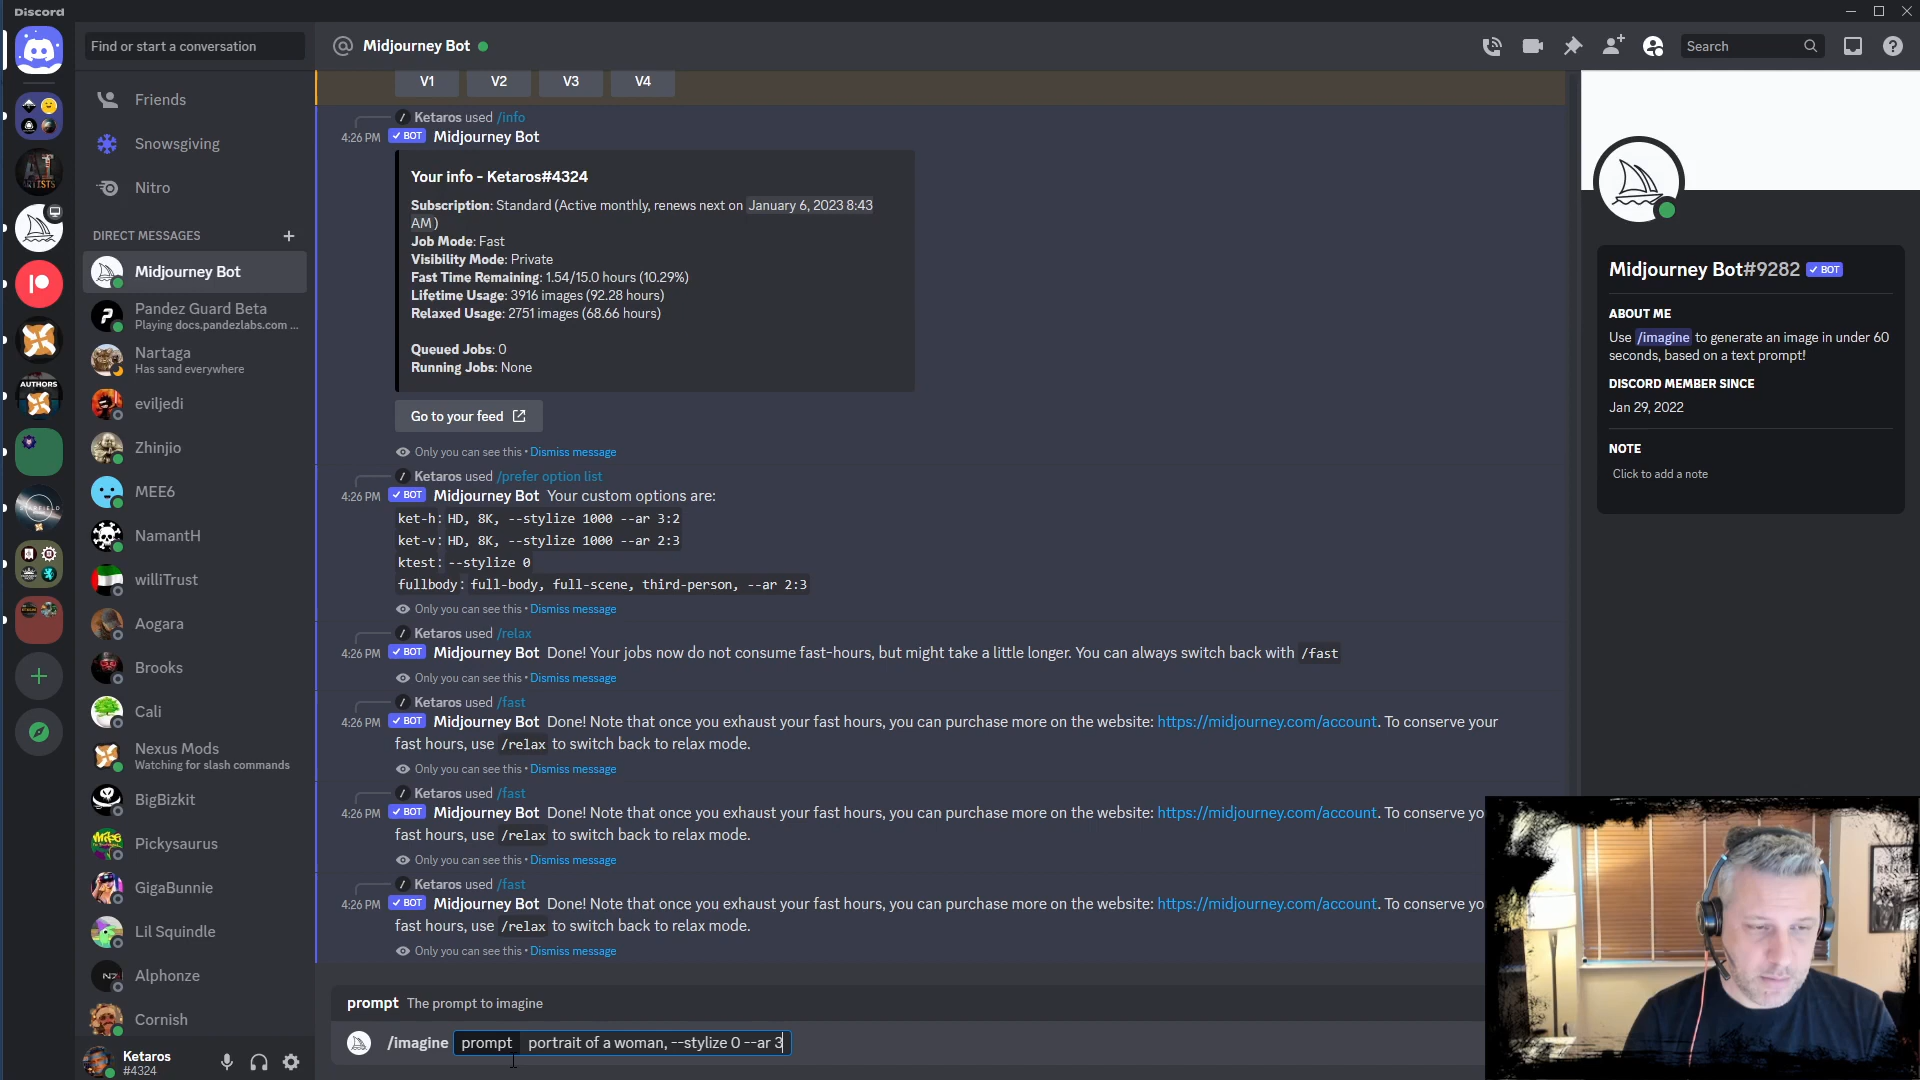 Discord
Find or start a conversation
Midjourney Bot
Search
Friends
Snowsgiving
Nitro
DIRECT MESSAGES
Midjourney Bot
Pandez Guard Beta
Playing docs.pandezlabs.com ...
Nartaga
Has sand everywhere
eviljedi
Zhinjio
MEE6
NamantH
williTrust
Aogara
Brooks
Cali
Nexus Mods
Watching for slash commands
BigBizkit
Pickysaurus
GigaBunnie
Lil Squindle
Alphonze
Cornish
Ketaros
#4324
AUTHORS
V1 V2 V3 V4
Ketaros used /info
4:26 PM BOT Midjourney Bot
Your info - Ketaros#4324
Subscription: Standard (Active monthly, renews next on January 6, 2023 8:43
AM)
Job Mode: Fast
Visibility Mode: Private
Fast Time Remaining: 1.54/15.0 hours (10.29%)
Lifetime Usage: 3916 images (92.28 hours)
Relaxed Usage: 2751 images (68.66 hours)
Queued Jobs: 0
Running Jobs: None
Go to your feed
Only you can see this • Dismiss message
Ketaros used /prefer option list
4:26 PM BOT Midjourney Bot Your custom options are:
ket-h: HD, 8K, --stylize 1000 --ar 3:2
ket-v: HD, 8K, --stylize 1000 --ar 2:3
ktest: --stylize 0
fullbody: full-body, full-scene, third-person, --ar 2:3
Only you can see this • Dismiss message
Ketaros used /relax
4:26 PM BOT Midjourney Bot Done! Your jobs now do not consume fast-hours, but might take a little longer. You can always switch back with /fast
Only you can see this • Dismiss message
Ketaros used /fast
4:26 PM BOT Midjourney Bot Done! Note that once you exhaust your fast hours, you can purchase more on the website: https://midjourney.com/account. To conserve your
fast hours, use /relax to switch back to relax mode.
Only you can see this • Dismiss message
Ketaros used /fast
4:26 PM BOT Midjourney Bot Done! Note that once you exhaust your fast hours, you can purchase more on the website: https://midjourney.com/account. To conserve yo
fast hours, use /relax to switch back to relax mode.
Only you can see this • Dismiss message
Ketaros used /fast
4:26 PM BOT Midjourney Bot Done! Note that once you exhaust your fast hours, you can purchase more on the website: https://midjourney.com/account. To conserve yo
fast hours, use /relax to switch back to relax mode.
Only you can see this • Dismiss message
prompt The prompt to imagine
/imagine prompt portrait of a woman, --stylize 0 --ar 3
Midjourney Bot#9282 BOT
ABOUT ME
Use /imagine to generate an image in under 60
seconds, based on a text prompt!
DISCORD MEMBER SINCE
Jan 29, 2022
NOTE
Click to add a note